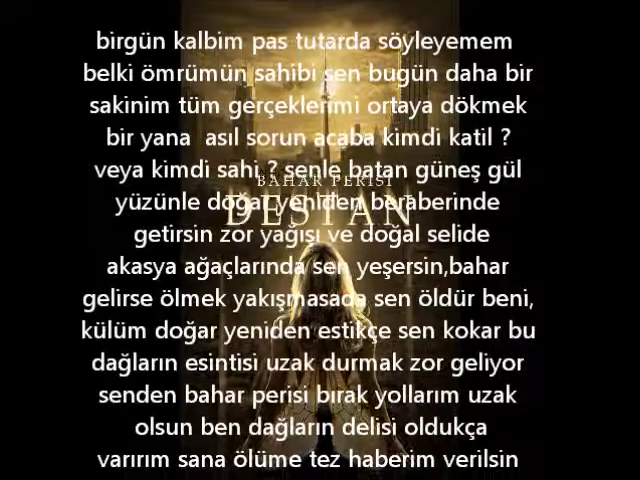 birgün kalbim pas tutarda söyleyemem
belki ömrümün sahibi sen bugün daha bir
sakinim tüm gerçeklerimi ortaya dökmek
bir yana asıl sorun acaba kimdi katil ?
veya kimdi sahi ? senle batan güneş gül
BAHAR PERİSİ
yüzünle doğar yeniden beraberinde
DESTAN
getirsin zor yağışı ve doğal selide
akasya ağaçlarında sen yeşersin,bahar
gelirse ölmek yakışmasada sen öldür beni,
külüm doğar yeniden estikçe sen kokar bu
dağların esintisi uzak durmak zor geliyor
senden bahar perisi bırak yollarım uzak
olsun ben dağların delisi oldukça
varırım sana ölüme tez haberim verilsin